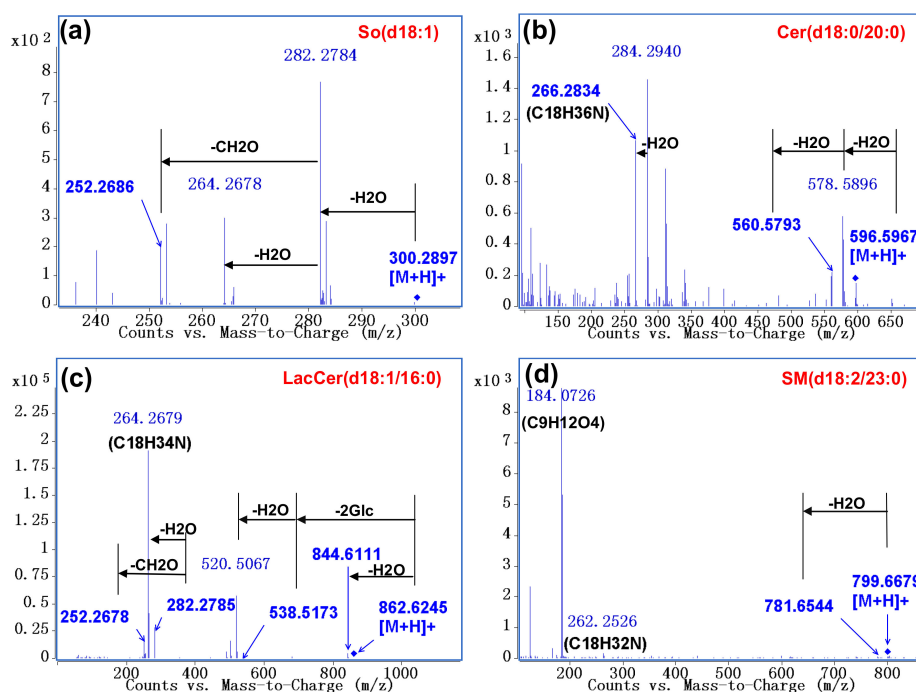 (a)
So(d18:1)
x10 2
282.2784
8
7
6
5
4
3
2
1
0
-CH2O
252.2686
264.2678
-H2O
-H2O
300.2897
[M+H]+
240
250
260
270
280
290
300
Counts vs. Mass-to-Charge (m/z)
(b)
Cer(d18:0/20:0)
x10 3
284.2940
1.6
1.4
1.2
1
0.8
0.6
0.4
0.2
0
266.2834
(C18H36N)
-H2O
-H2O
-H2O
578.5896
560.5793
596.5967
[M+H]+
150
200
250
300
350
400
450
500
550
600
650
Counts vs. Mass-to-Charge (m/z)
(c)
LacCer(d18:1/16:0)
x10 5
264.2679
(C18H34N)
2.25
2
1.75
1.5
1.25
1
0.75
0.5
0.25
0
-H2O
-2Glc
-H2O
-CH2O
520.5067
844.6111
-H2O
252.2678
282.2785
538.5173
862.6245
[M+H]+
200
400
600
800
1000
Counts vs. Mass-to-Charge (m/z)
(d)
SM(d18:2/23:0)
x10 3
184.0726
(C9H12O4)
8
7
6
5
4
3
2
1
0
-H2O
799.6679
[M+H]+
781.6544
262.2526
(C18H32N)
200
300
400
500
600
700
800
Counts vs. Mass-to-Charge (m/z)